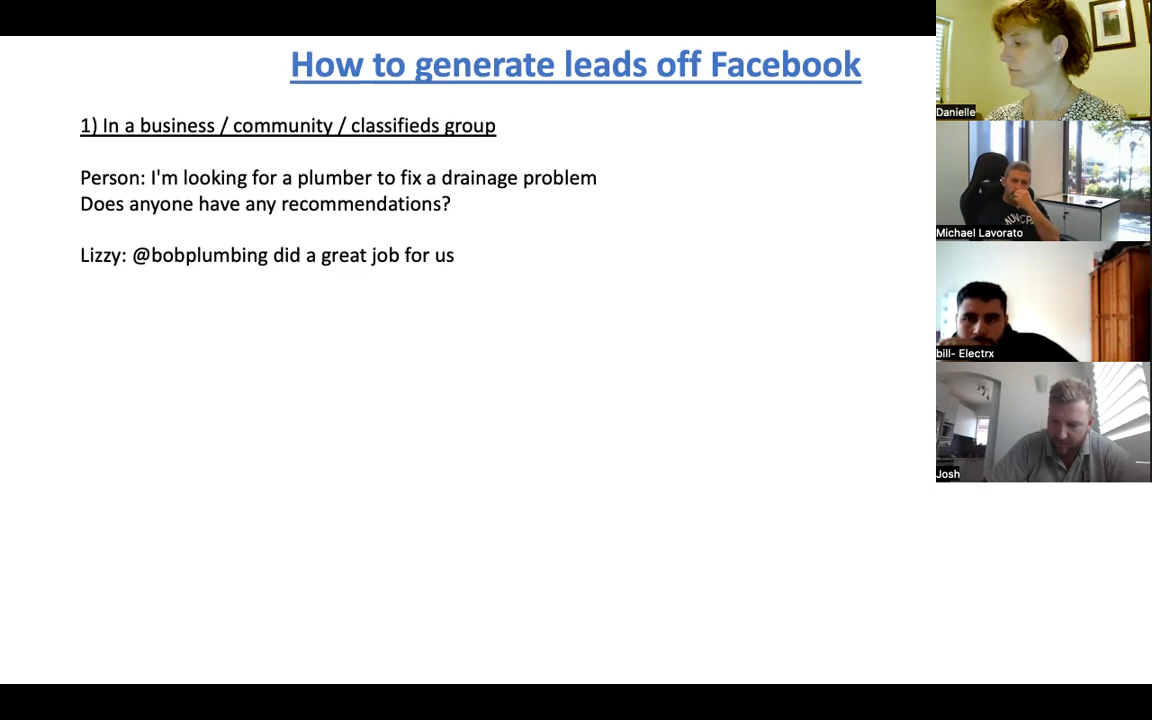 How to generate leads off Facebook
1) In a business / community / classifieds group
Person: I'm looking for a plumber to fix a drainage problem
Does anyone have any recommendations?
Lizzy: @bobplumbing did a great job for us
Danielle
Michael Lavorato
bill- Electrx
Josh